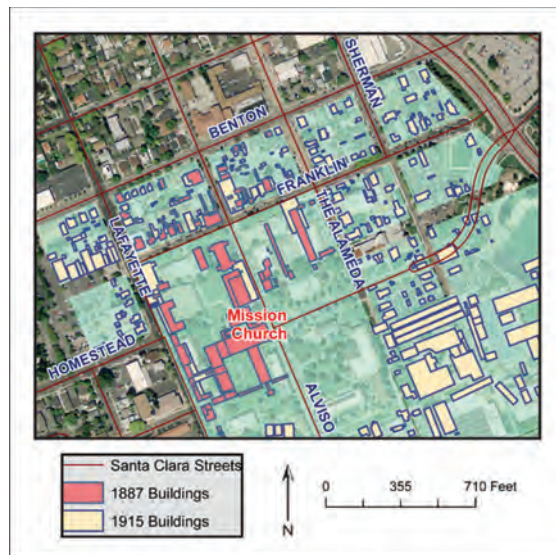 SHERMAN
BENTON
FRANKLIN
THE ALAMEDA
LAFAYETTE
Mission
Church
HOMESTEAD
ALVISO
Santa Clara Streets
1887 Buildings
1915 Buildings
N
0 355 710 Feet